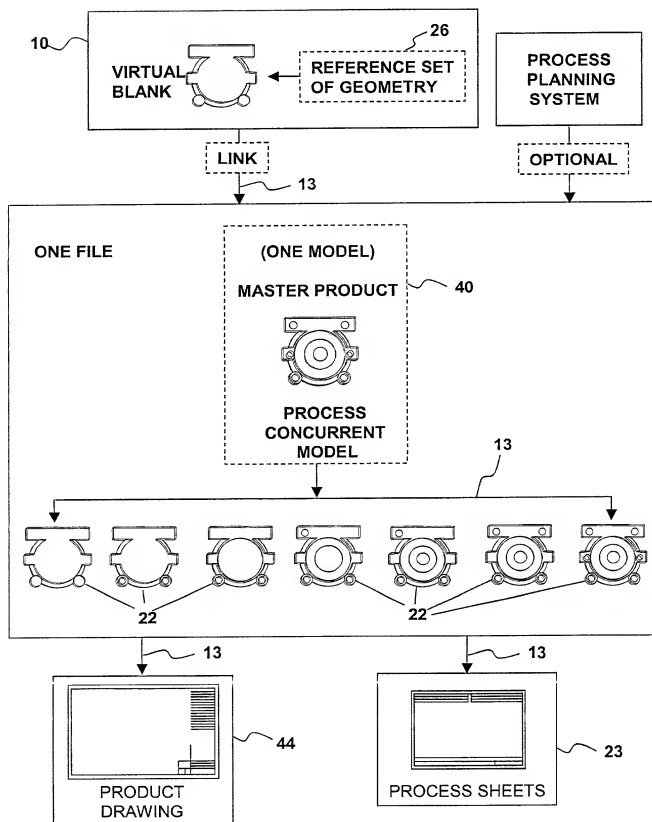 10
VIRTUAL
BLANK
26
REFERENCE SET
OF GEOMETRY
PROCESS
PLANNING
SYSTEM
LINK
13
OPTIONAL
ONE FILE
(ONE MODEL)
MASTER PRODUCT
40
PROCESS
CONCURRENT
MODEL
13
22
22
13
13
44
PRODUCT
DRAWING
23
PROCESS SHEETS